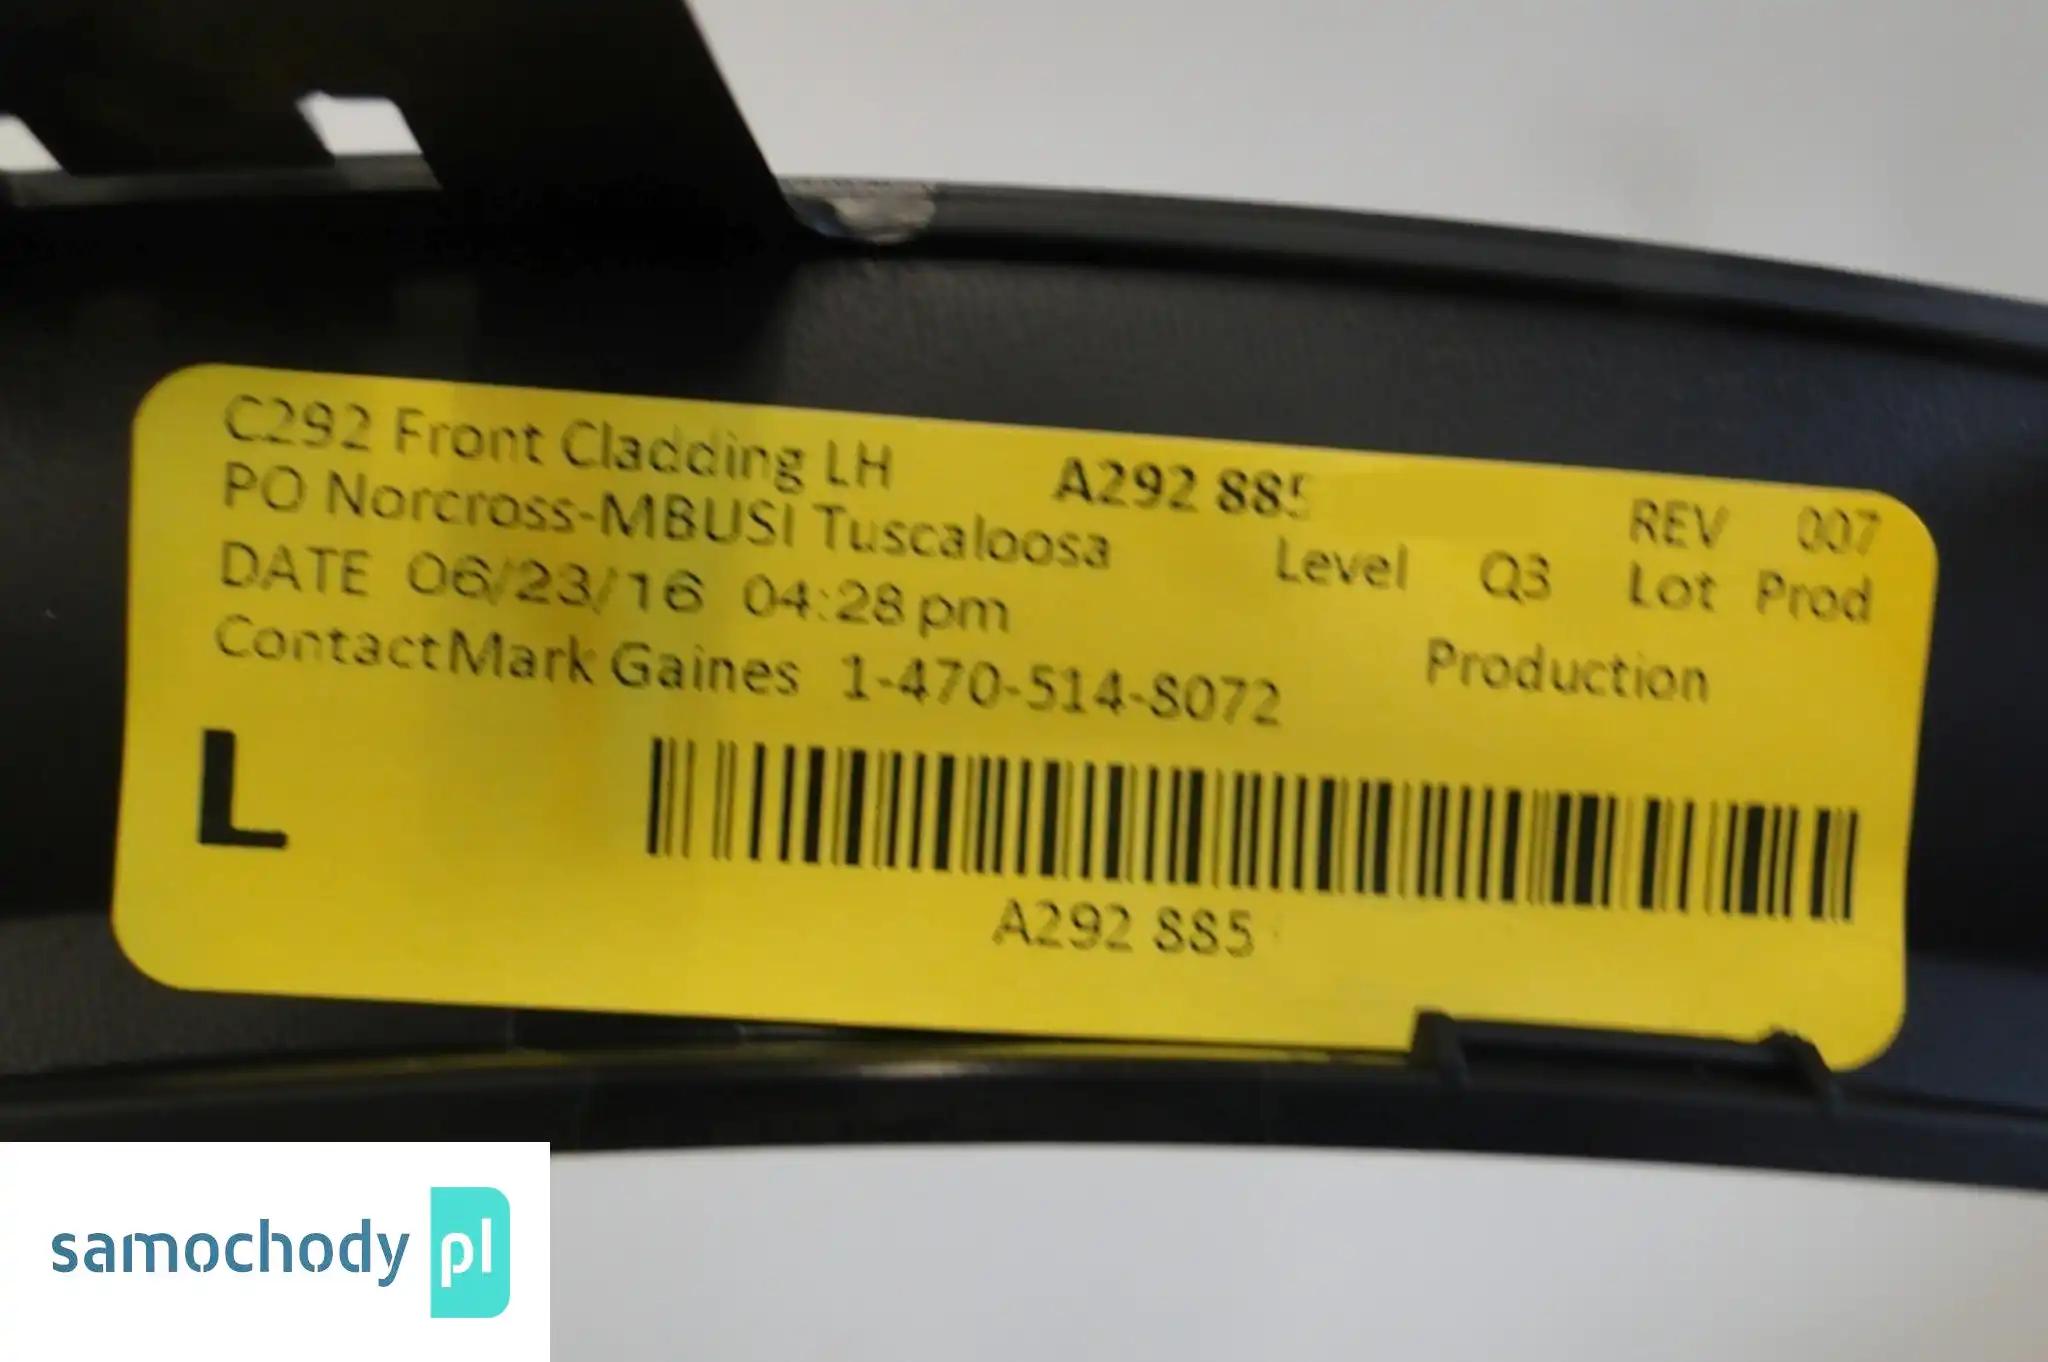 C292 Front Cladding LH A292 885 REV 007
PO Norcross-MBUSI Tuscaloosa Level Q3 Lot Prod
DATE 06/23/16 04:28 pm Production
Contact Mark Gaines 1-470-514-8072
L
A292 885
samochody pl